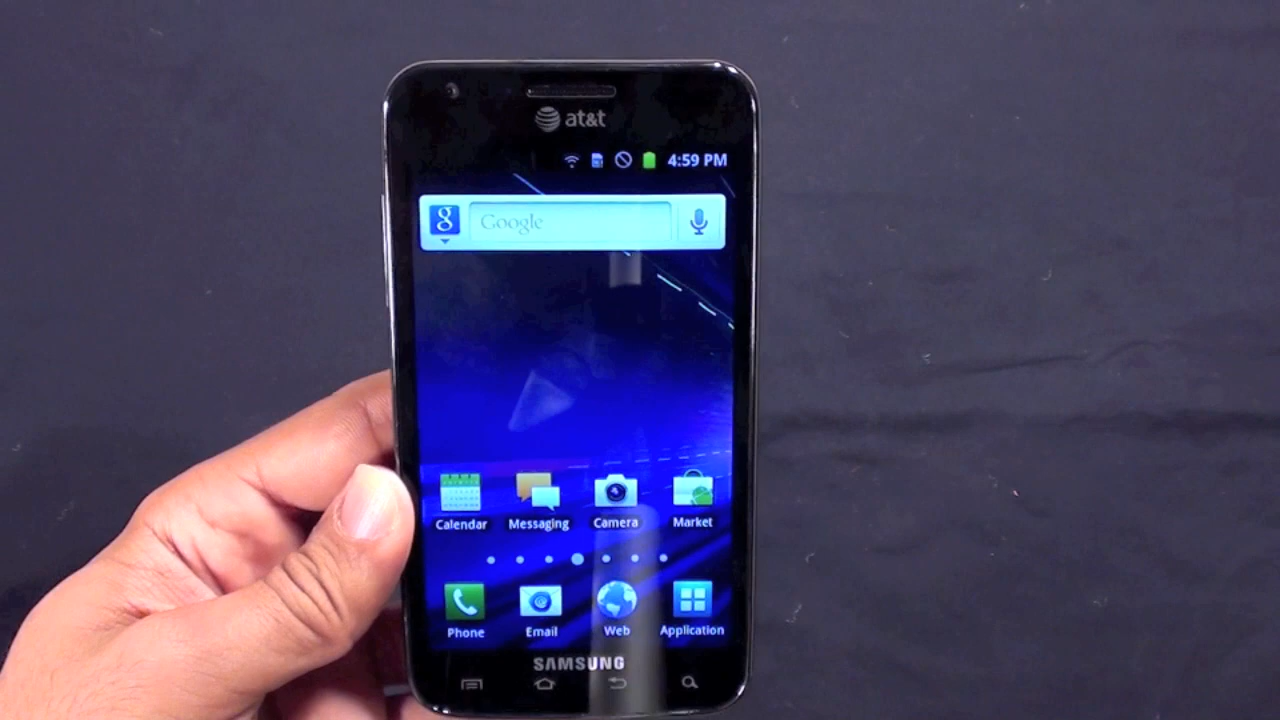 at&t
4:59 PM
g Google
Calendar Messaging Camera Market
Phone Email Web Application
SAMSUNG